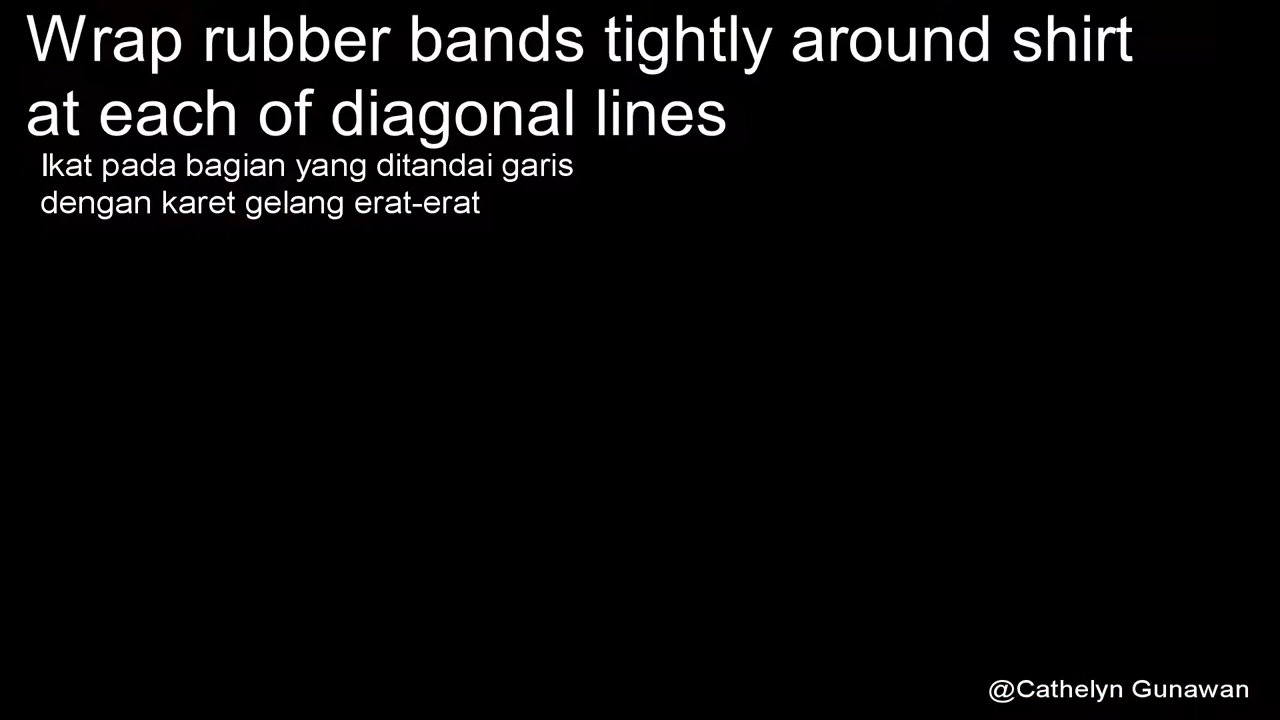 Wrap rubber bands tightly around shirt
at each of diagonal lines
Ikat pada bagian yang ditandai garis
dengan karet gelang erat-erat
@Cathelyn Gunawan